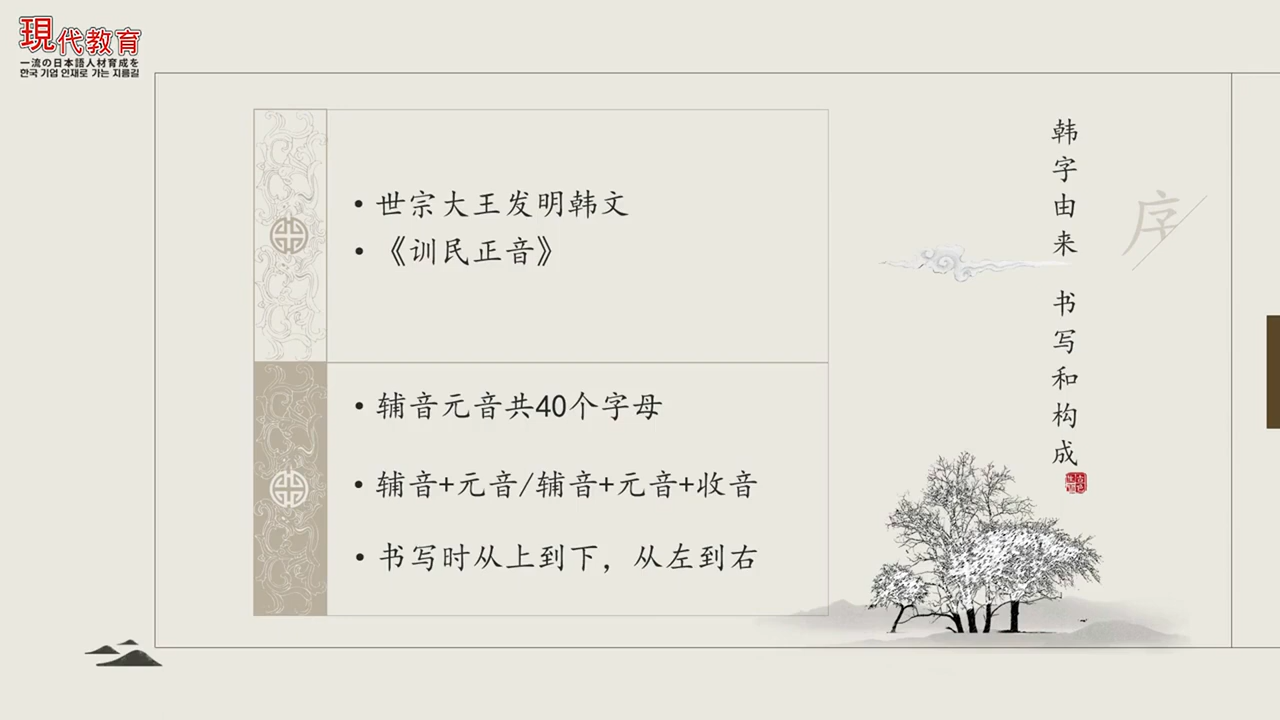 現代教育
一流の日本語人材育成を
한국 기업 인재로 가는 지름길
• 世宗大王发明韩文
• 《训民正音》
• 辅音元音共40个字母
• 辅音+元音/辅音+元音+收音
• 书写时从上到下，从左到右
韩字由来 书写和构成
序